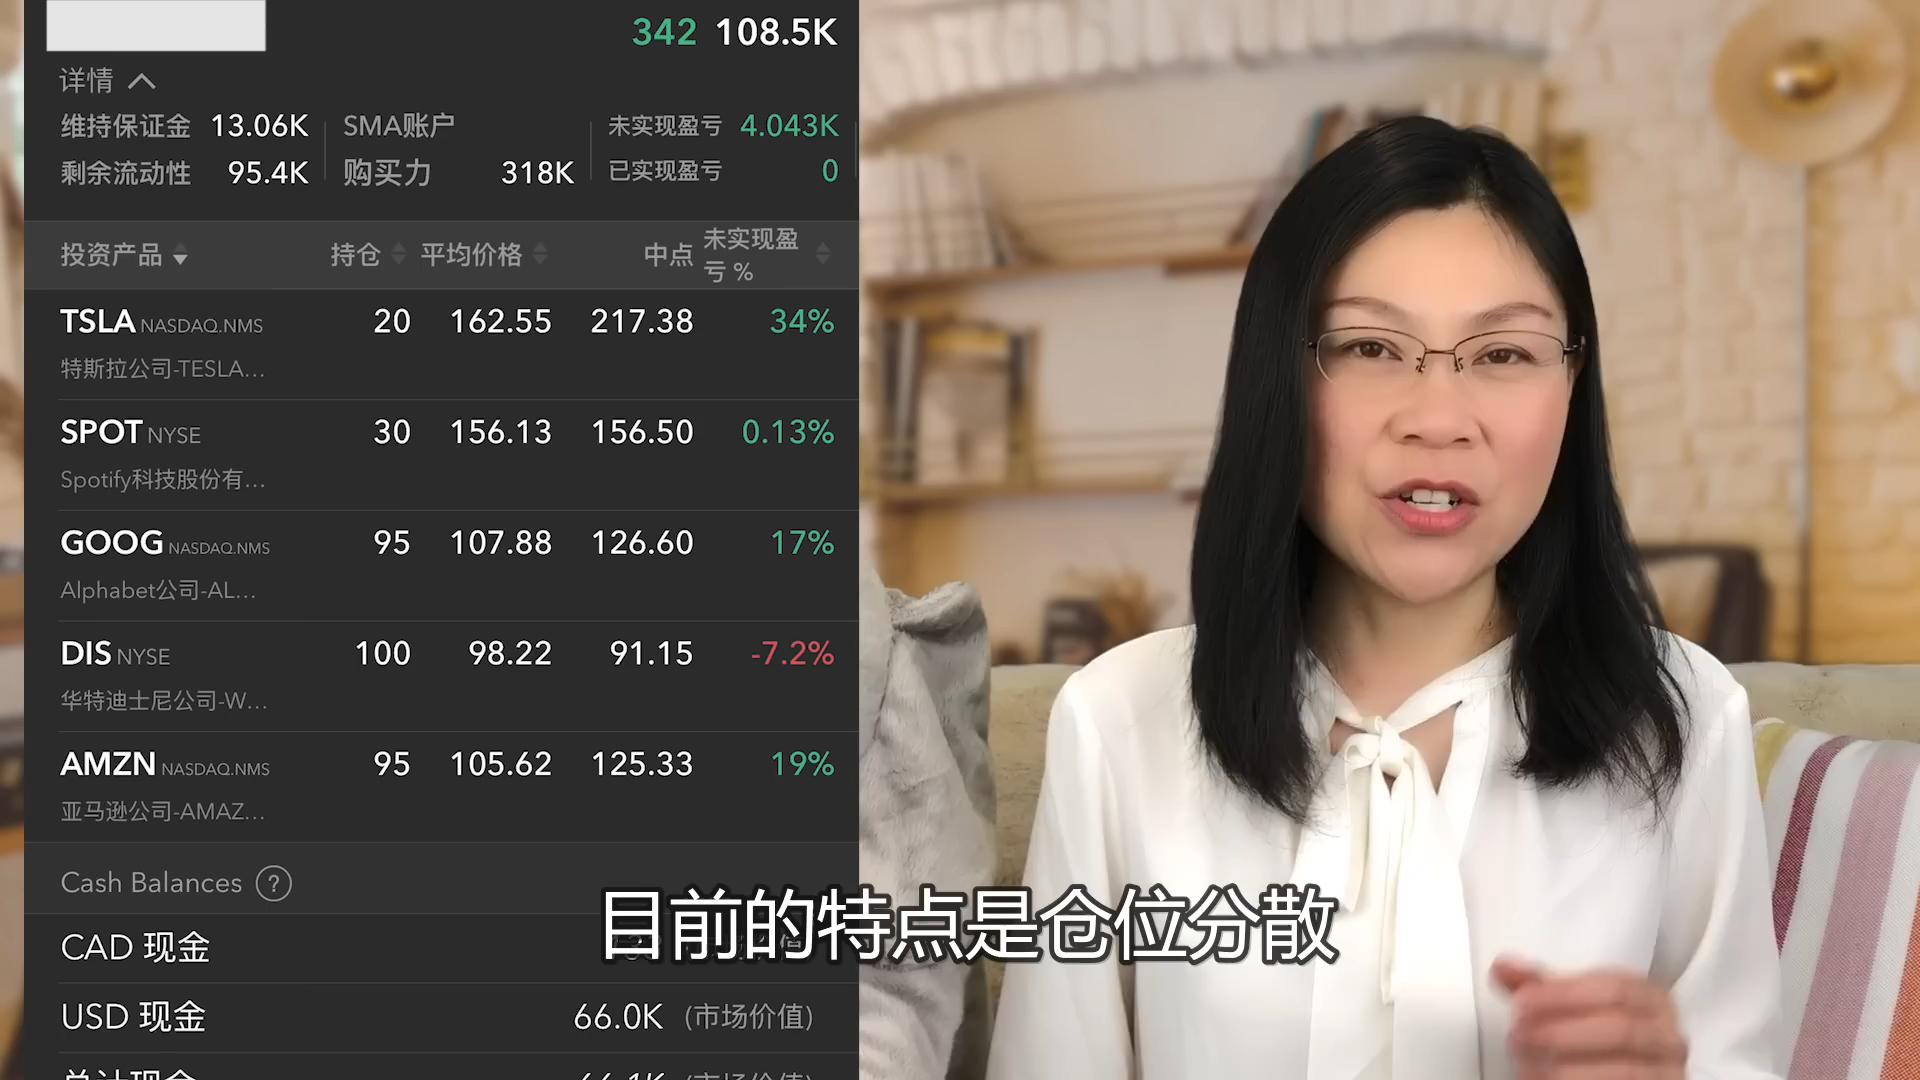 342 108.5K
详情
维持保证金 13.06K SMA账户 未实现盈亏 4.043K
剩余流动性 95.4K 购买力 318K 已实现盈亏 0
投资产品 持仓 平均价格 中点 未实现盈
亏 %
TSLA NASDAQ.NMS 20 162.55 217.38 34%
特斯拉公司-TESLA...
SPOT NYSE 30 156.13 156.50 0.13%
Spotify科技股份有...
GOOG NASDAQ.NMS 95 107.88 126.60 17%
Alphabet公司-AL...
DIS NYSE 100 98.22 91.15 -7.2%
华特迪士尼公司-W...
AMZN NASDAQ.NMS 95 105.62 125.33 19%
亚马逊公司-AMAZ...
Cash Balances ?
目前的特点是仓位分散
CAD 现金
USD 现金 66.0K (市场价值)